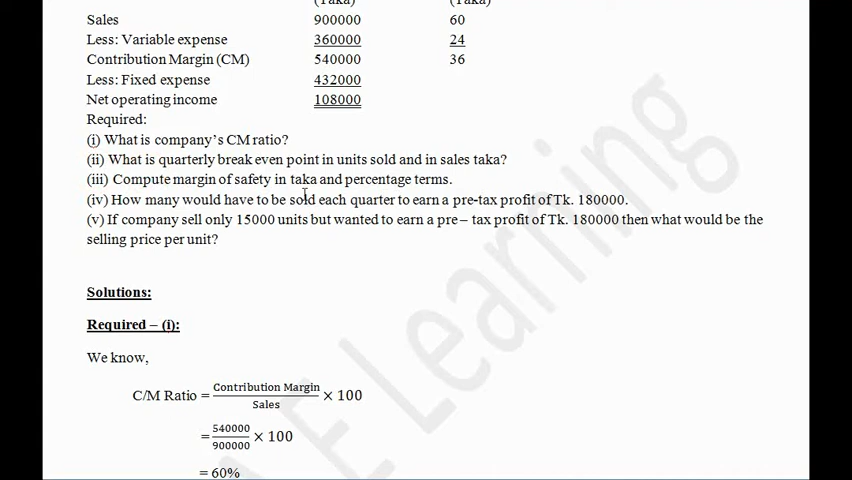 (Taka) (Taka)
Sales 900000 60
Less: Variable expense 360000 24
Contribution Margin (CM) 540000 36
Less: Fixed expense 432000
Net operating income 108000
Required:
(i) What is company's CM ratio?
(ii) What is quarterly break even point in units sold and in sales taka?
(iii) Compute margin of safety in taka and percentage terms.
(iv) How many would have to be sold each quarter to earn a pre-tax profit of Tk. 180000.
(v) If company sell only 15000 units but wanted to earn a pre – tax profit of Tk. 180000 then what would be the
selling price per unit?
Solutions:
Required – (i):
We know,
C/M Ratio = Contribution Margin / Sales × 100
= 540000 / 900000 × 100
= 60%
E Learning